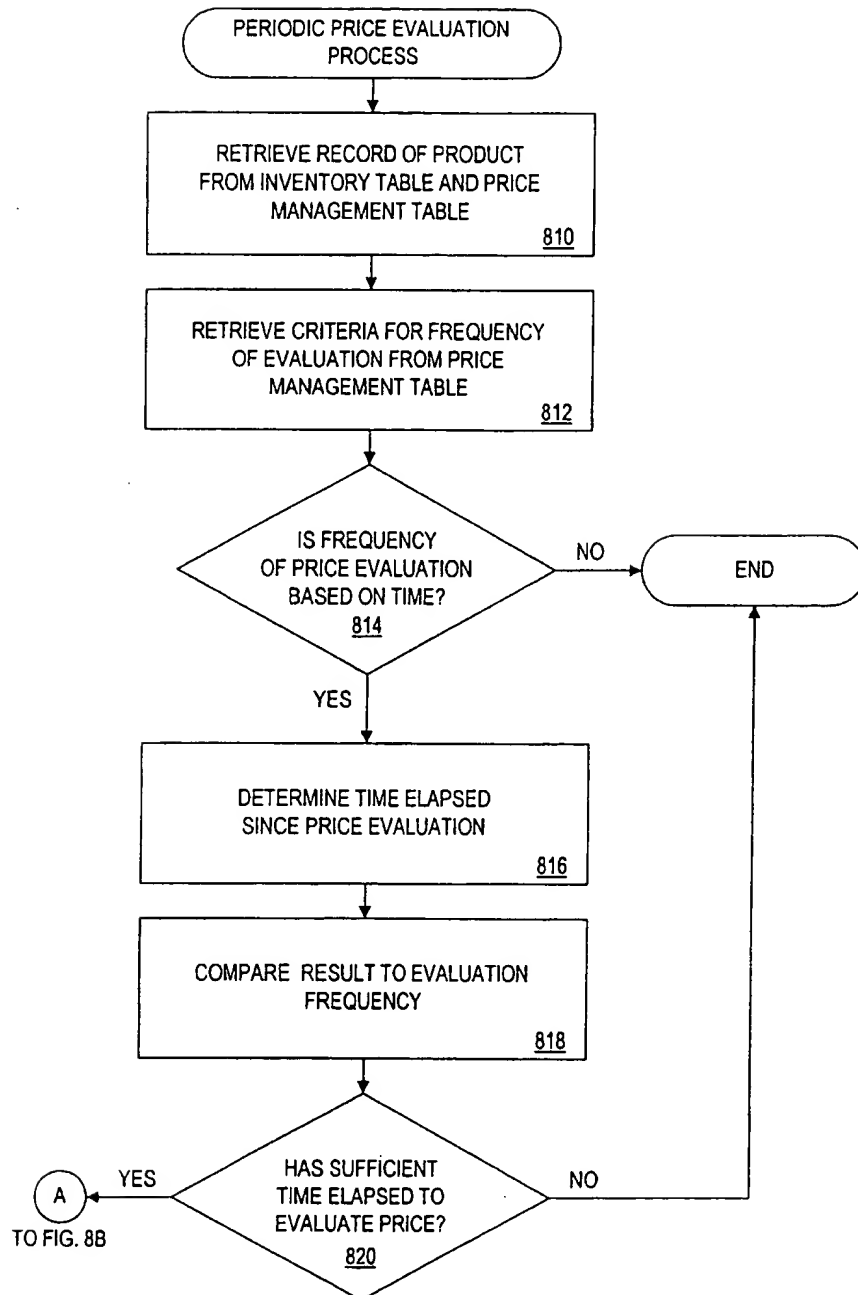 PERIODIC PRICE EVALUATION
PROCESS
RETRIEVE RECORD OF PRODUCT
FROM INVENTORY TABLE AND PRICE
MANAGEMENT TABLE
810
RETRIEVE CRITERIA FOR FREQUENCY
OF EVALUATION FROM PRICE
MANAGEMENT TABLE
812
IS FREQUENCY
OF PRICE EVALUATION
BASED ON TIME?
814
NO
END
YES
DETERMINE TIME ELAPSED
SINCE PRICE EVALUATION
816
COMPARE RESULT TO EVALUATION
FREQUENCY
818
HAS SUFFICIENT
TIME ELAPSED TO
EVALUATE PRICE?
820
NO
YES
A
TO FIG. 8B